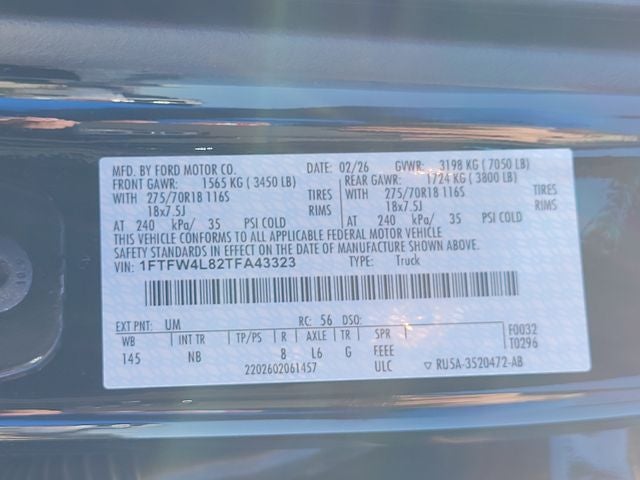 MFD. BY FORD MOTOR CO. DATE: 02/26 GVWR: 3198 KG ( 7050 LB)
FRONT GAWR: 1565 KG ( 3450 LB) REAR GAWR: 1724 KG ( 3800 LB)
WITH 275/70R18 116S TIRES WITH 275/70R18 116S TIRES
18x7.5J RIMS 18x7.5J RIMS
AT 240 kPa/ 35 PSI COLD AT 240 kPa/ 35 PSI COLD
THIS VEHICLE CONFORMS TO ALL APPLICABLE FEDERAL MOTOR VEHICLE
SAFETY STANDARDS IN EFFECT ON THE DATE OF MANUFACTURE SHOWN ABOVE.
VIN: 1FTFW4L82TFA43323 TYPE: Truck
EXT PNT: UM RC: 56 DSO: F0032
WB INT TR TP/PS R AXLE TR SPR T0296
145 NB 8 L6 G FEEE
2202602061457 ULC ▽ RU5A-3520472-AB